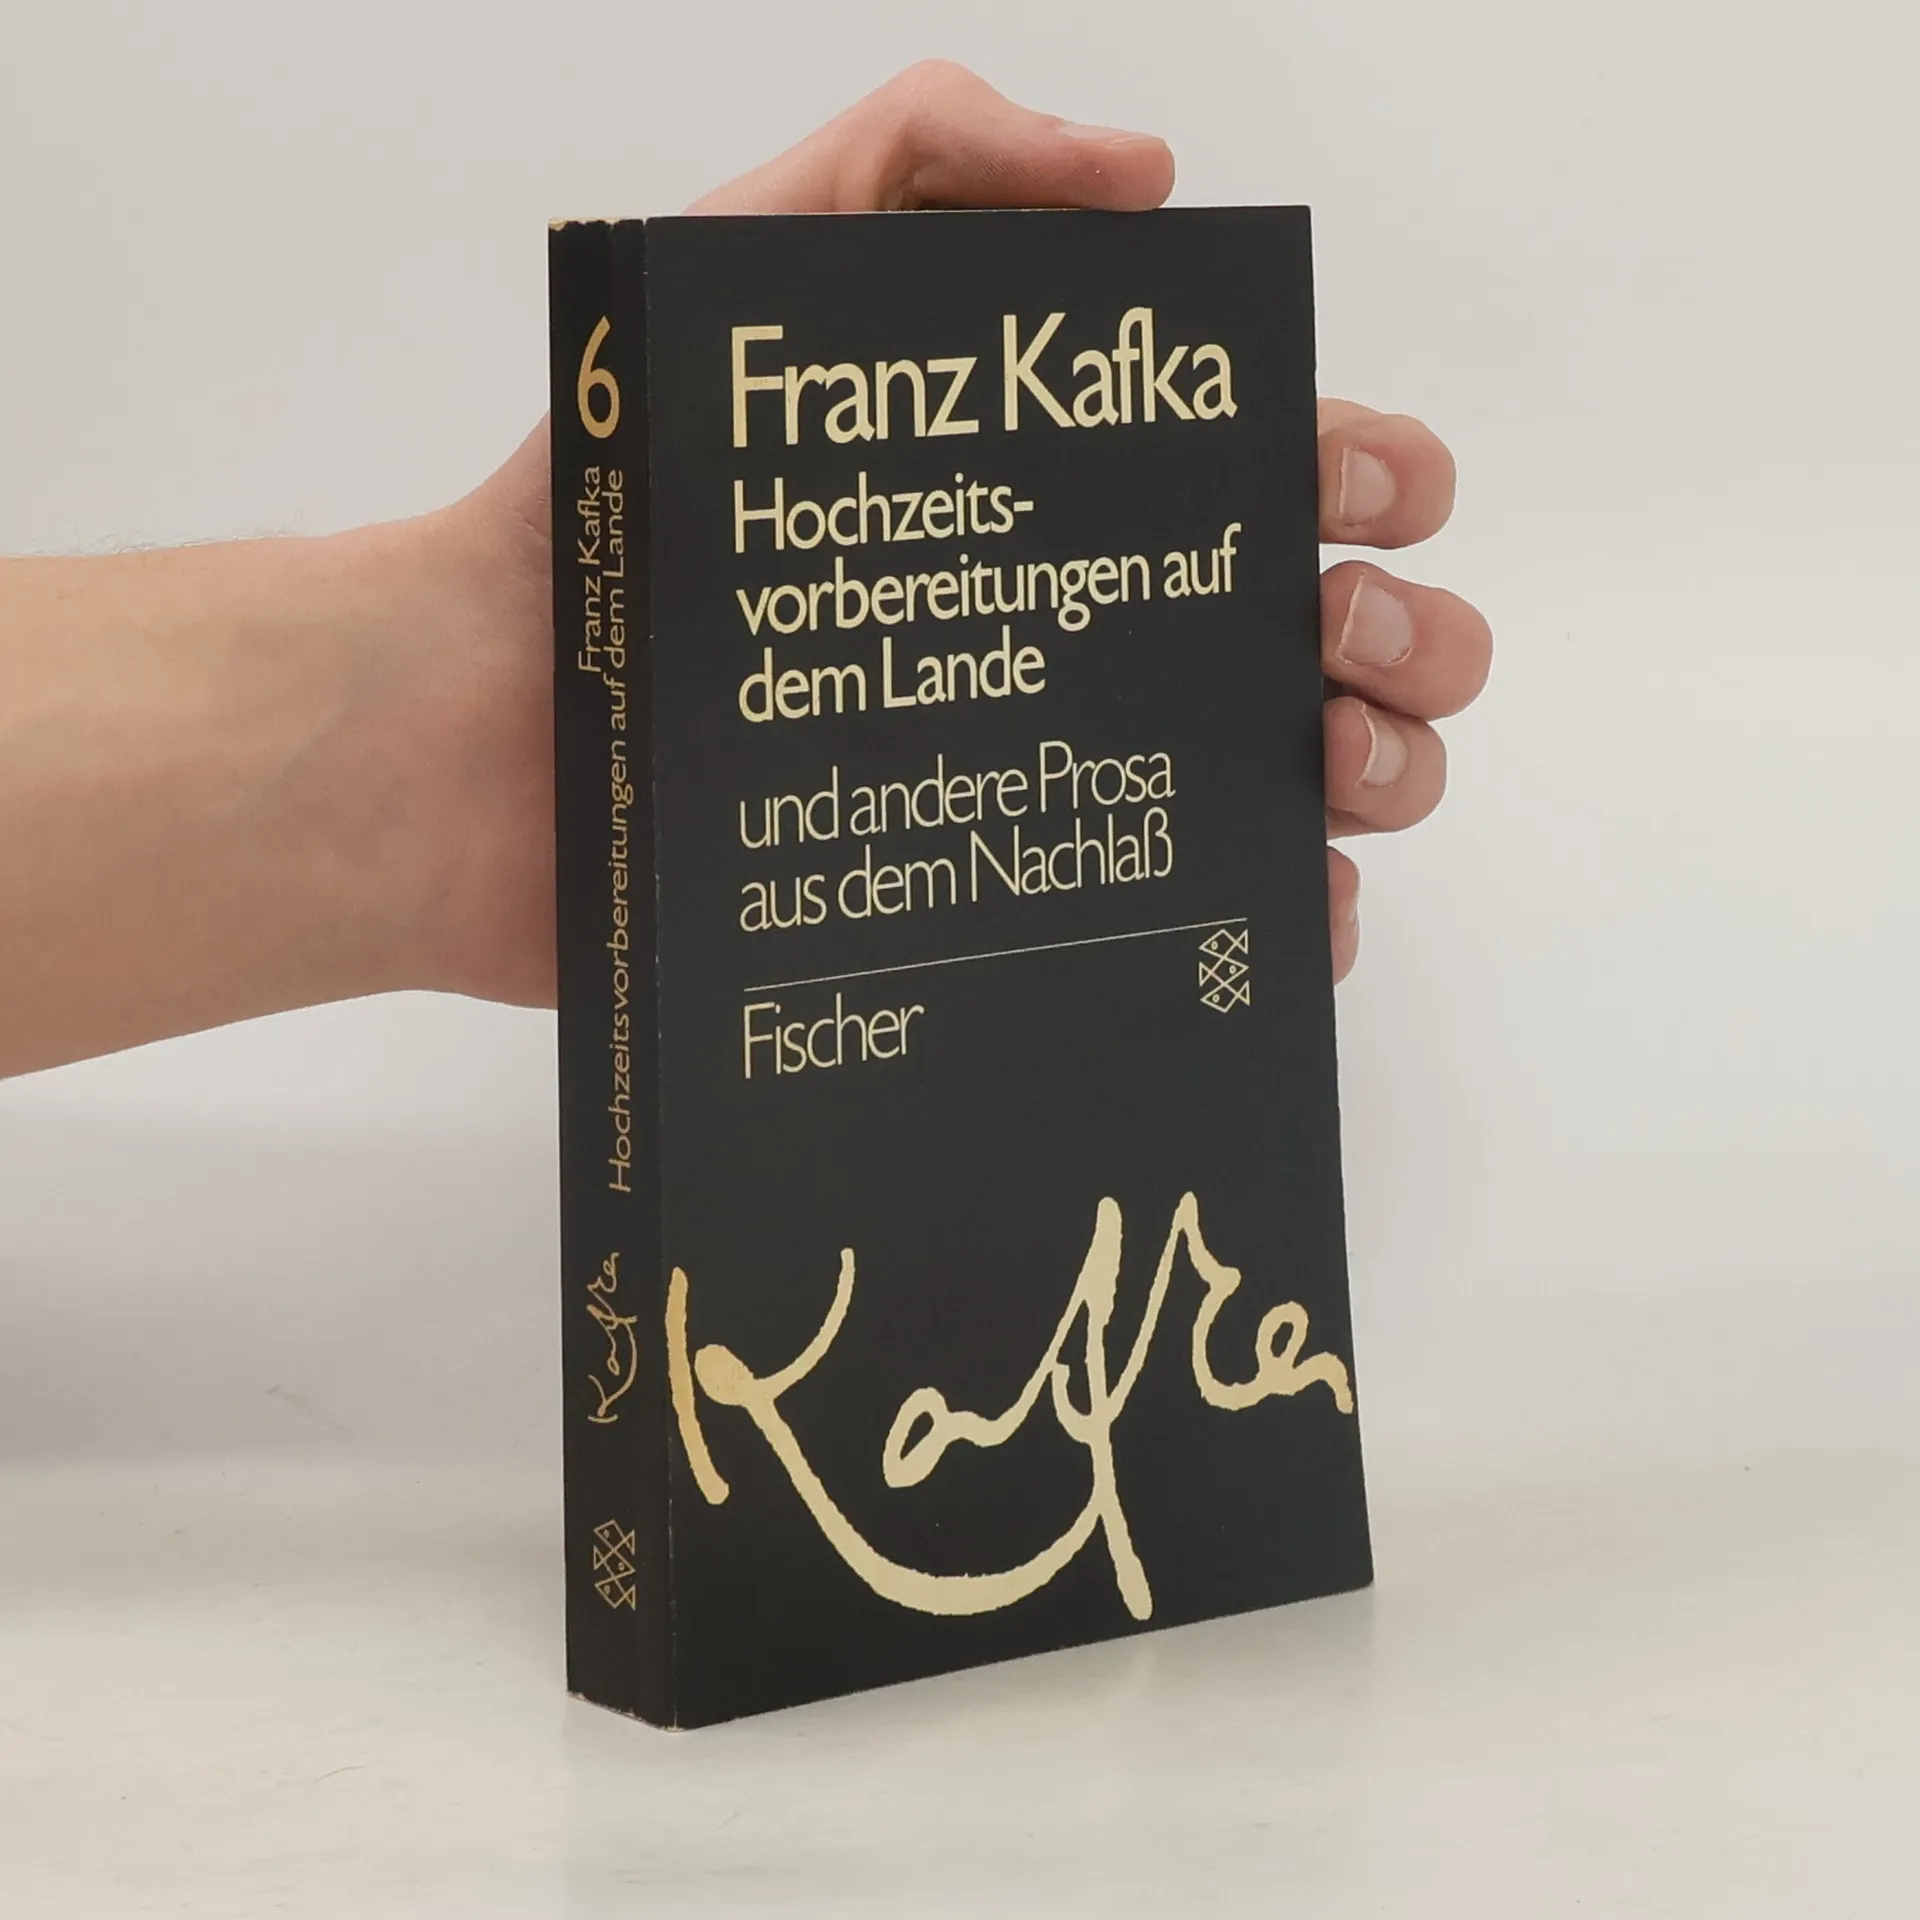 Franz Kafka
Hochzeits-
vorbereitungen auf
dem Lande
und andere Prosa
aus dem Nachlaß
Fischer
Kafka
6
Franz Kafka
Hochzeitsvorbereitungen auf dem Lande
Kafka